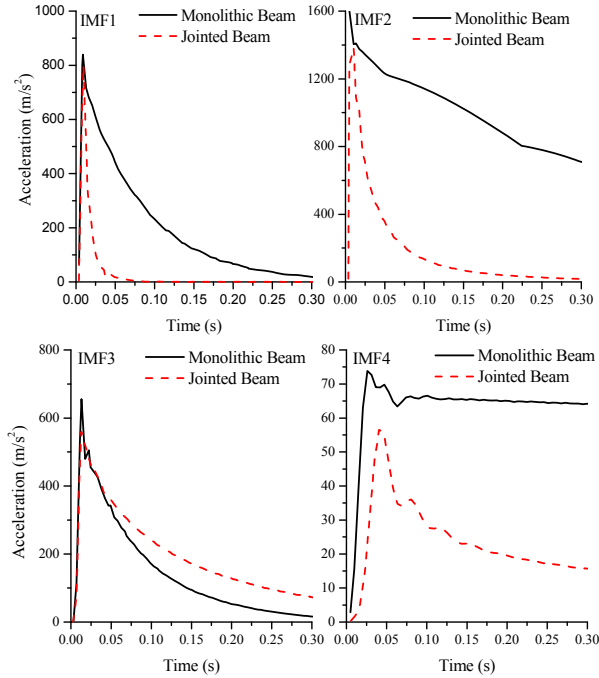 IMF1
Monolithic Beam
Jointed Beam
Acceleration (m/s²)
1000
800
600
400
200
0
0.00 0.05 0.10 0.15 0.20 0.25 0.30
Time (s)
IMF2
Monolithic Beam
Jointed Beam
1600
1200
800
400
0
0.00 0.05 0.10 0.15 0.20 0.25 0.30
Time (s)
IMF3
Monolithic Beam
Jointed Beam
Acceleration (m/s²)
800
600
400
200
0
0.00 0.05 0.10 0.15 0.20 0.25 0.30
Time (s)
IMF4
Monolithic Beam
Jointed Beam
80
70
60
50
40
30
20
10
0
0.00 0.05 0.10 0.15 0.20 0.25 0.30
Time (s)